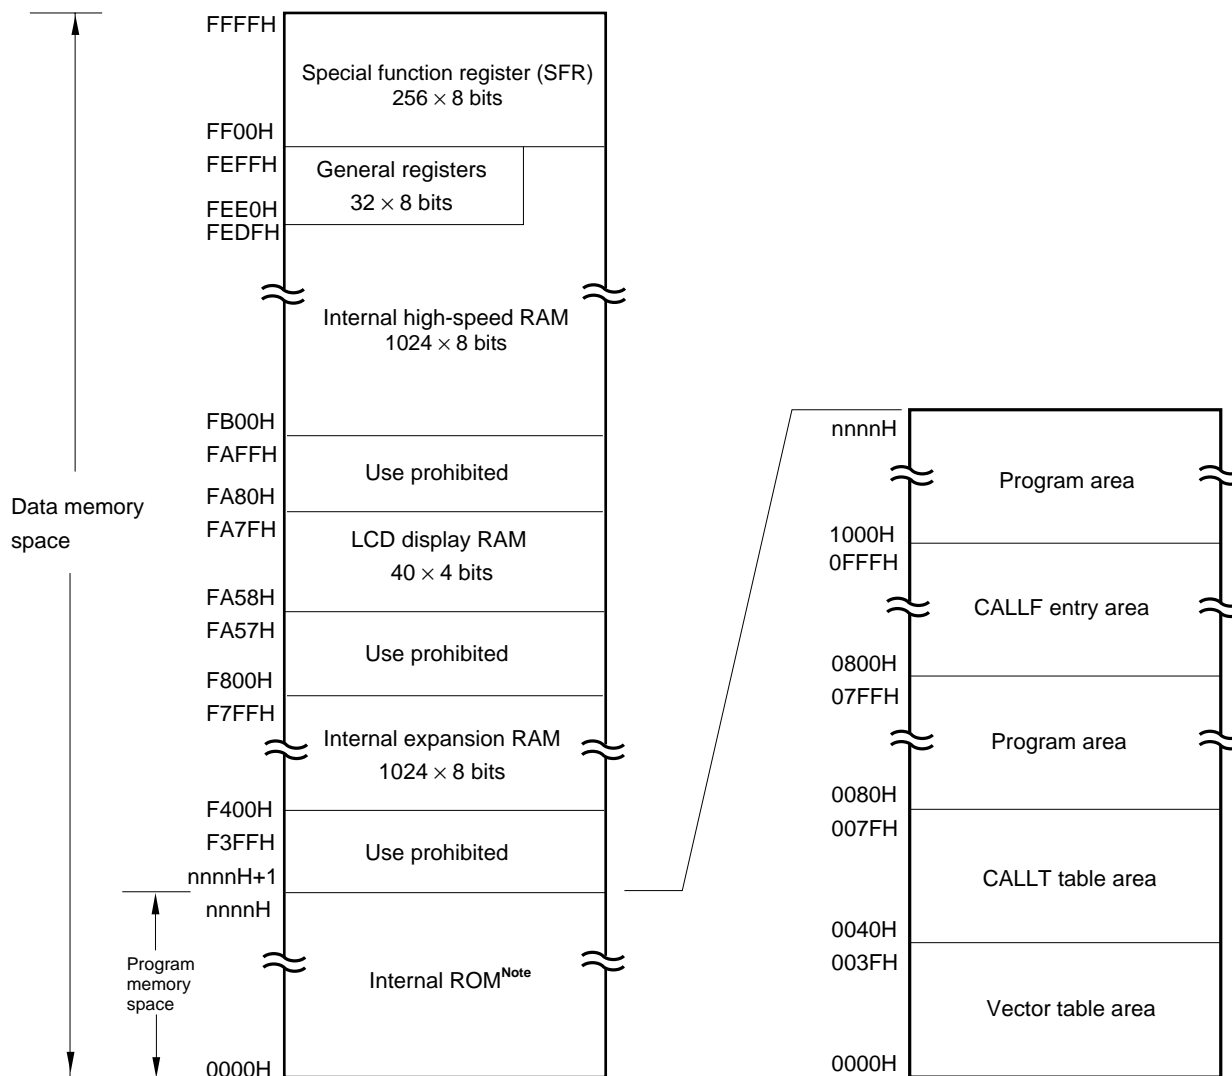 FFFFH
Special function register (SFR)
256 × 8 bits
FF00H
FEFFH
General registers
32 × 8 bits
FEE0H
FEDFH
Internal high-speed RAM
1024 × 8 bits
FB00H
FAFFH
Use prohibited
FA80H
FA7FH
LCD display RAM
40 × 4 bits
FA58H
FA57H
Use prohibited
F800H
F7FFH
Internal expansion RAM
1024 × 8 bits
F400H
F3FFH
Use prohibited
nnnnH+1
nnnnH
Internal ROM Note
0000H
Data memory
space
Program
memory
space
nnnnH
Program area
1000H
0FFFH
CALLF entry area
0800H
07FFH
Program area
0080H
007FH
CALLT table area
0040H
003FH
Vector table area
0000H